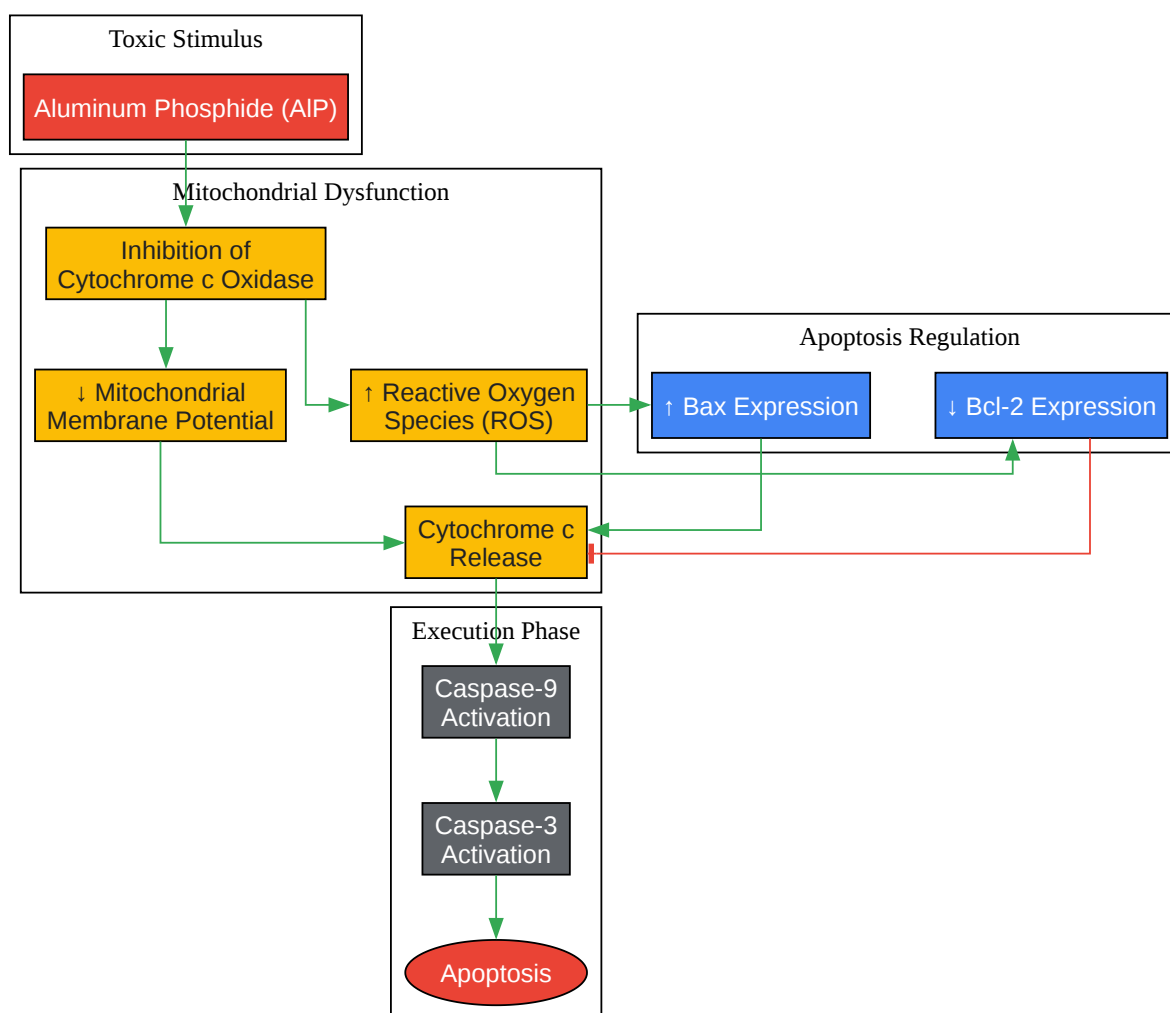 Toxic Stimulus
Aluminum Phosphide (AlP)
Mitochondrial Dysfunction
Inhibition of
Cytochrome c Oxidase
↓ Mitochondrial
Membrane Potential
↑ Reactive Oxygen
Species (ROS)
Apoptosis Regulation
↑ Bax Expression
↓ Bcl-2 Expression
Cytochrome c
Release
Execution Phase
Caspase-9
Activation
Caspase-3
Activation
Apoptosis